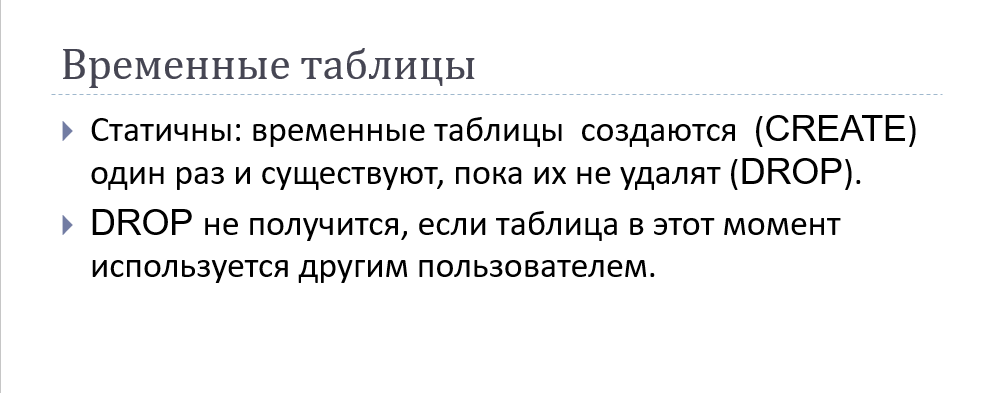 Временные таблицы
Статичны: временные таблицы создаются (CREATE)
один раз и существуют, пока их не удалят (DROP).
DROP не получится, если таблица в этот момент
используется другим пользователем.